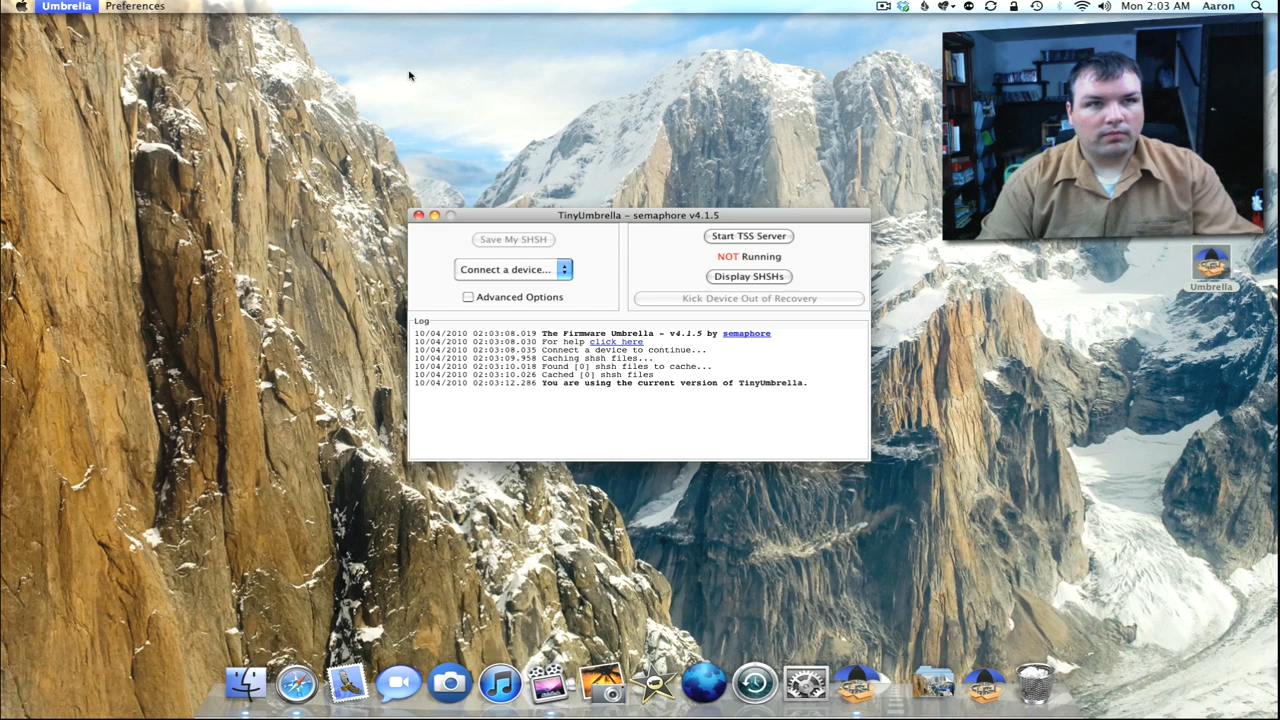 Umbrella Preferences Mon 2:03 AM Aaron
TinyUmbrella – semaphore v4.1.5
Save My SHSH
Connect a device...
Advanced Options
Start TSS Server
NOT Running
Display SHSHs
Kick Device Out of Recovery
Log
10/04/2010 02:03:08.019 The Firmware Umbrella - v4.1.5 by semaphore
10/04/2010 02:03:08.030 For help click here
10/04/2010 02:03:08.035 Connect a device to continue...
10/04/2010 02:03:09.958 Caching shsh files...
10/04/2010 02:03:10.018 Found [0] shsh files to cache...
10/04/2010 02:03:10.026 Cached [0] shsh files
10/04/2010 02:03:12.286 You are using the current version of TinyUmbrella.
Umbrella